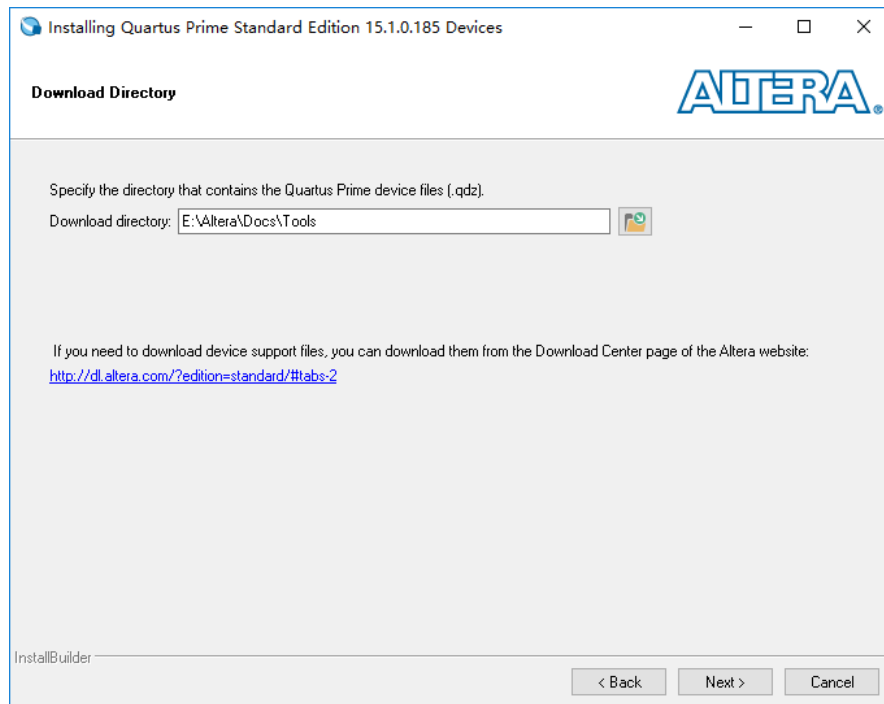 Installing Quartus Prime Standard Edition 15.1.0.185 Devices
Download Directory
ALTERA®
Specify the directory that contains the Quartus Prime device files (.qdz).
Download directory: E:\Altera\Docs\Tools
If you need to download device support files, you can download them from the Download Center page of the Altera website:
http://dl.altera.com/?edition=standard/#tabs-2
InstallBuilder
< Back Next > Cancel